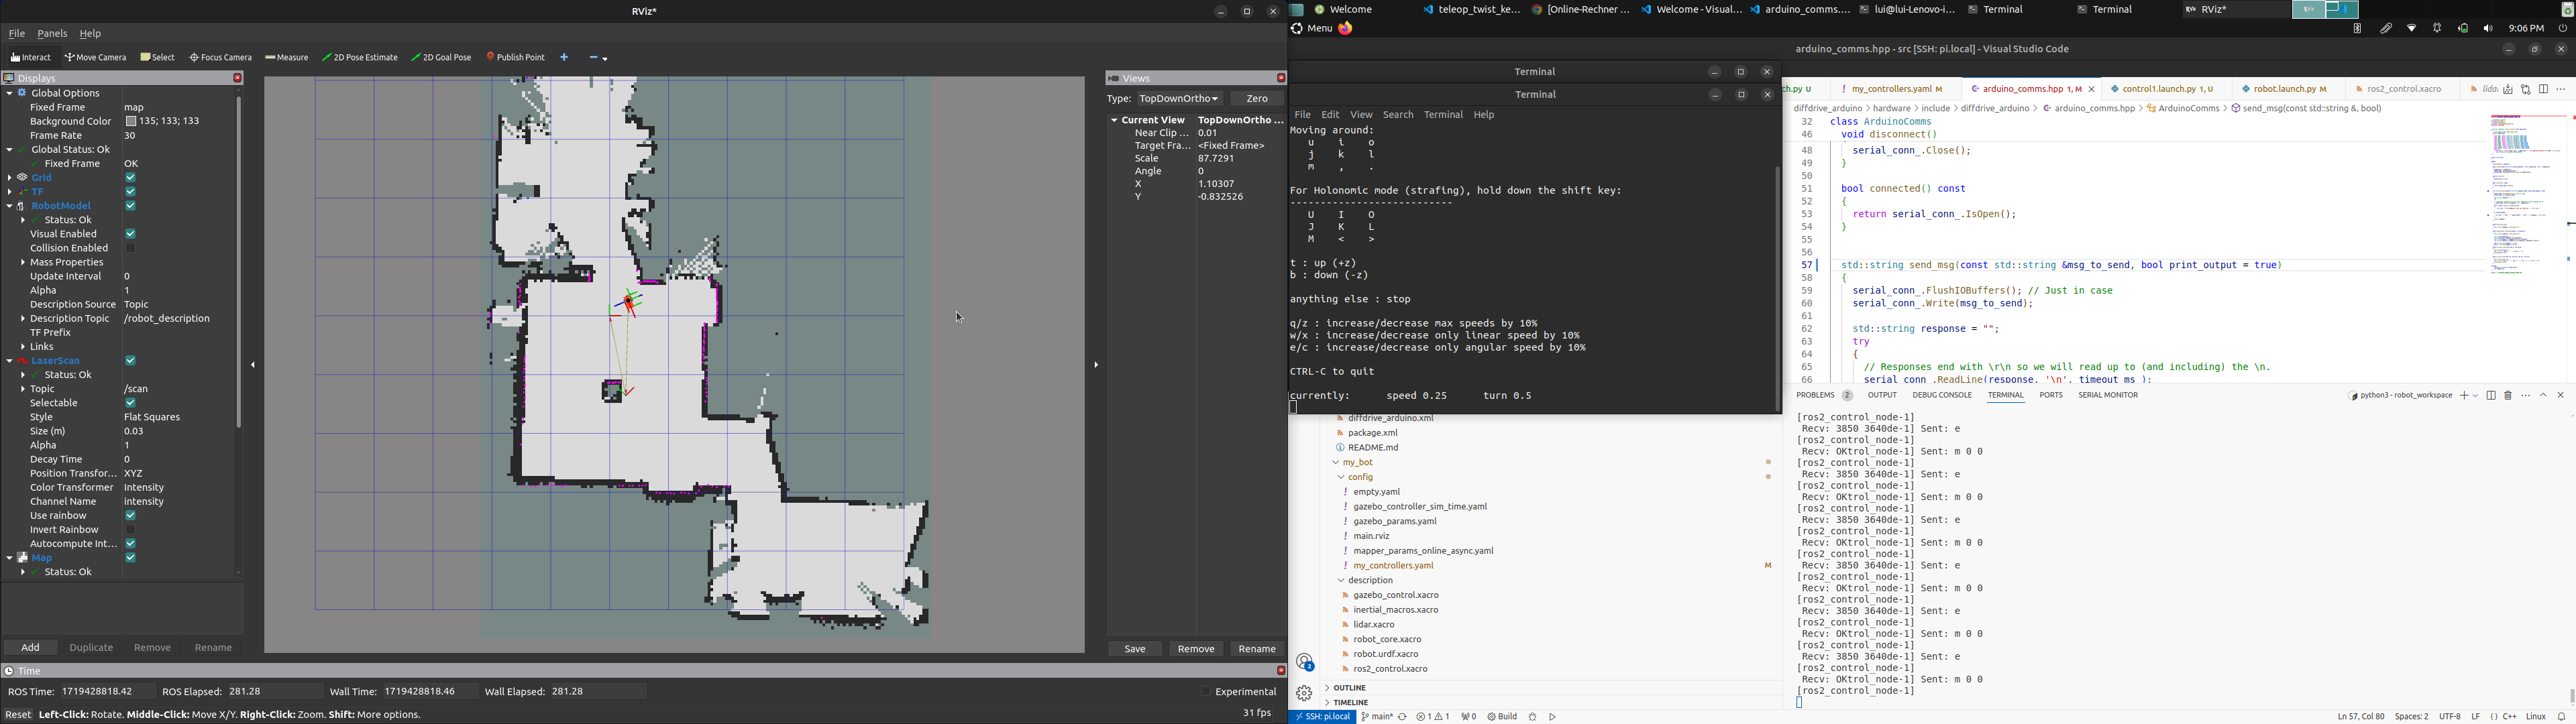 RViz*
File Panels Help
Interact Move Camera Select Focus Camera Measure 2D Pose Estimate 2D Goal Pose Publish Point
Displays
Global Options
Fixed Frame map
Background Color 135; 133; 133
Frame Rate 30
Global Status: Ok
Fixed Frame OK
Grid
TF
RobotModel
Status: Ok
Visual Enabled
Collision Enabled
Mass Properties
Update Interval 0
Alpha 1
Description Source Topic
Description Topic /robot_description
TF Prefix
Links
LaserScan
Status: Ok
Topic /scan
Selectable
Style Flat Squares
Size (m) 0.03
Alpha 1
Decay Time 0
Position Transfor... XYZ
Color Transformer Intensity
Channel Name intensity
Use rainbow
Invert Rainbow
Autocompute Int...
Map
Status: Ok
Add Duplicate Remove Rename
Time
ROS Time: 1719428818.42 ROS Elapsed: 281.28 Wall Time: 1719428818.46 Wall Elapsed: 281.28 Experimental
Reset Left-Click: Rotate. Middle-Click: Move X/Y. Right-Click: Zoom. Shift: More options. 31 fps
Views
Type: TopDownOrtho Zero
Current View TopDownOrtho ...
Near Clip ... 0.01
Target Fra... <Fixed Frame>
Scale 87.7291
Angle 0
X 1.10307
Y -0.832526
Save Remove Rename
Welcome teleop_twist_ke... [Online-Rechner ... Welcome - Visual... arduino_comms.... lui@lui-Lenovo-i... Terminal Terminal RViz*
Menu 9:06 PM
arduino_comms.hpp - src [SSH: pi.local] - Visual Studio Code
Terminal
Terminal
File Edit View Search Terminal Help
Moving around:
u i o
j k l
m , .
For Holonomic mode (strafing), hold down the shift key:
---------------------------
U I O
J K L
M < >
t : up (+z)
b : down (-z)
anything else : stop
q/z : increase/decrease max speeds by 10%
w/x : increase/decrease only linear speed by 10%
e/c : increase/decrease only angular speed by 10%
CTRL-C to quit
currently: speed 0.25 turn 0.5
diffdrive_arduino.xml
package.xml
README.md
my_bot
config
empty.yaml
gazebo_controller_sim_time.yaml
gazebo_params.yaml
main.rviz
mapper_params_online_async.yaml
my_controllers.yaml M
description
gazebo_control.xacro
inertial_macros.xacro
lidar.xacro
robot_core.xacro
robot.urdf.xacro
ros2_control.xacro
OUTLINE
TIMELINE
ch.py U my_controllers.yaml M arduino_comms.hpp 1, M control1.launch.py 1, U robot.launch.py M ros2_control.xacro
diffdrive_arduino > hardware > include > diffdrive_arduino > arduino_comms.hpp > ArduinoComms > send_msg(const std::string &, bool)
32 class ArduinoComms
46 void disconnect()
48 serial_conn_.Close();
49 }
50
51 bool connected() const
52 {
53 return serial_conn_.IsOpen();
54 }
55
56
57 std::string send_msg(const std::string &msg_to_send, bool print_output = true)
58 {
59 serial_conn_.FlushIOBuffers(); // Just in case
60 serial_conn_.Write(msg_to_send);
61
62 std::string response = "";
63 try
64 {
65 // Responses end with \r\n so we will read up to (and including) the \n.
66 serial_conn_.ReadLine(response, '\n', timeout_ms_);
PROBLEMS 2 OUTPUT DEBUG CONSOLE TERMINAL PORTS SERIAL MONITOR python3 - robot_workspace
[ros2_control_node-1]
Recv: 3850 3640de-1] Sent: e
[ros2_control_node-1]
Recv: OKtrol_node-1] Sent: m 0 0
[ros2_control_node-1]
Recv: 3850 3640de-1] Sent: e
[ros2_control_node-1]
Recv: OKtrol_node-1] Sent: m 0 0
[ros2_control_node-1]
Recv: 3850 3640de-1] Sent: e
[ros2_control_node-1]
Recv: OKtrol_node-1] Sent: m 0 0
[ros2_control_node-1]
Recv: 3850 3640de-1] Sent: e
[ros2_control_node-1]
Recv: OKtrol_node-1] Sent: m 0 0
[ros2_control_node-1]
Recv: 3850 3640de-1] Sent: e
[ros2_control_node-1]
Recv: OKtrol_node-1] Sent: m 0 0
[ros2_control_node-1]
Recv: 3850 3640de-1] Sent: e
[ros2_control_node-1]
Recv: OKtrol_node-1] Sent: m 0 0
[ros2_control_node-1]
SSH: pi.local main* 1 1 0 Build Ln 57, Col 80 Spaces: 2 UTF-8 LF {} C++ Linux